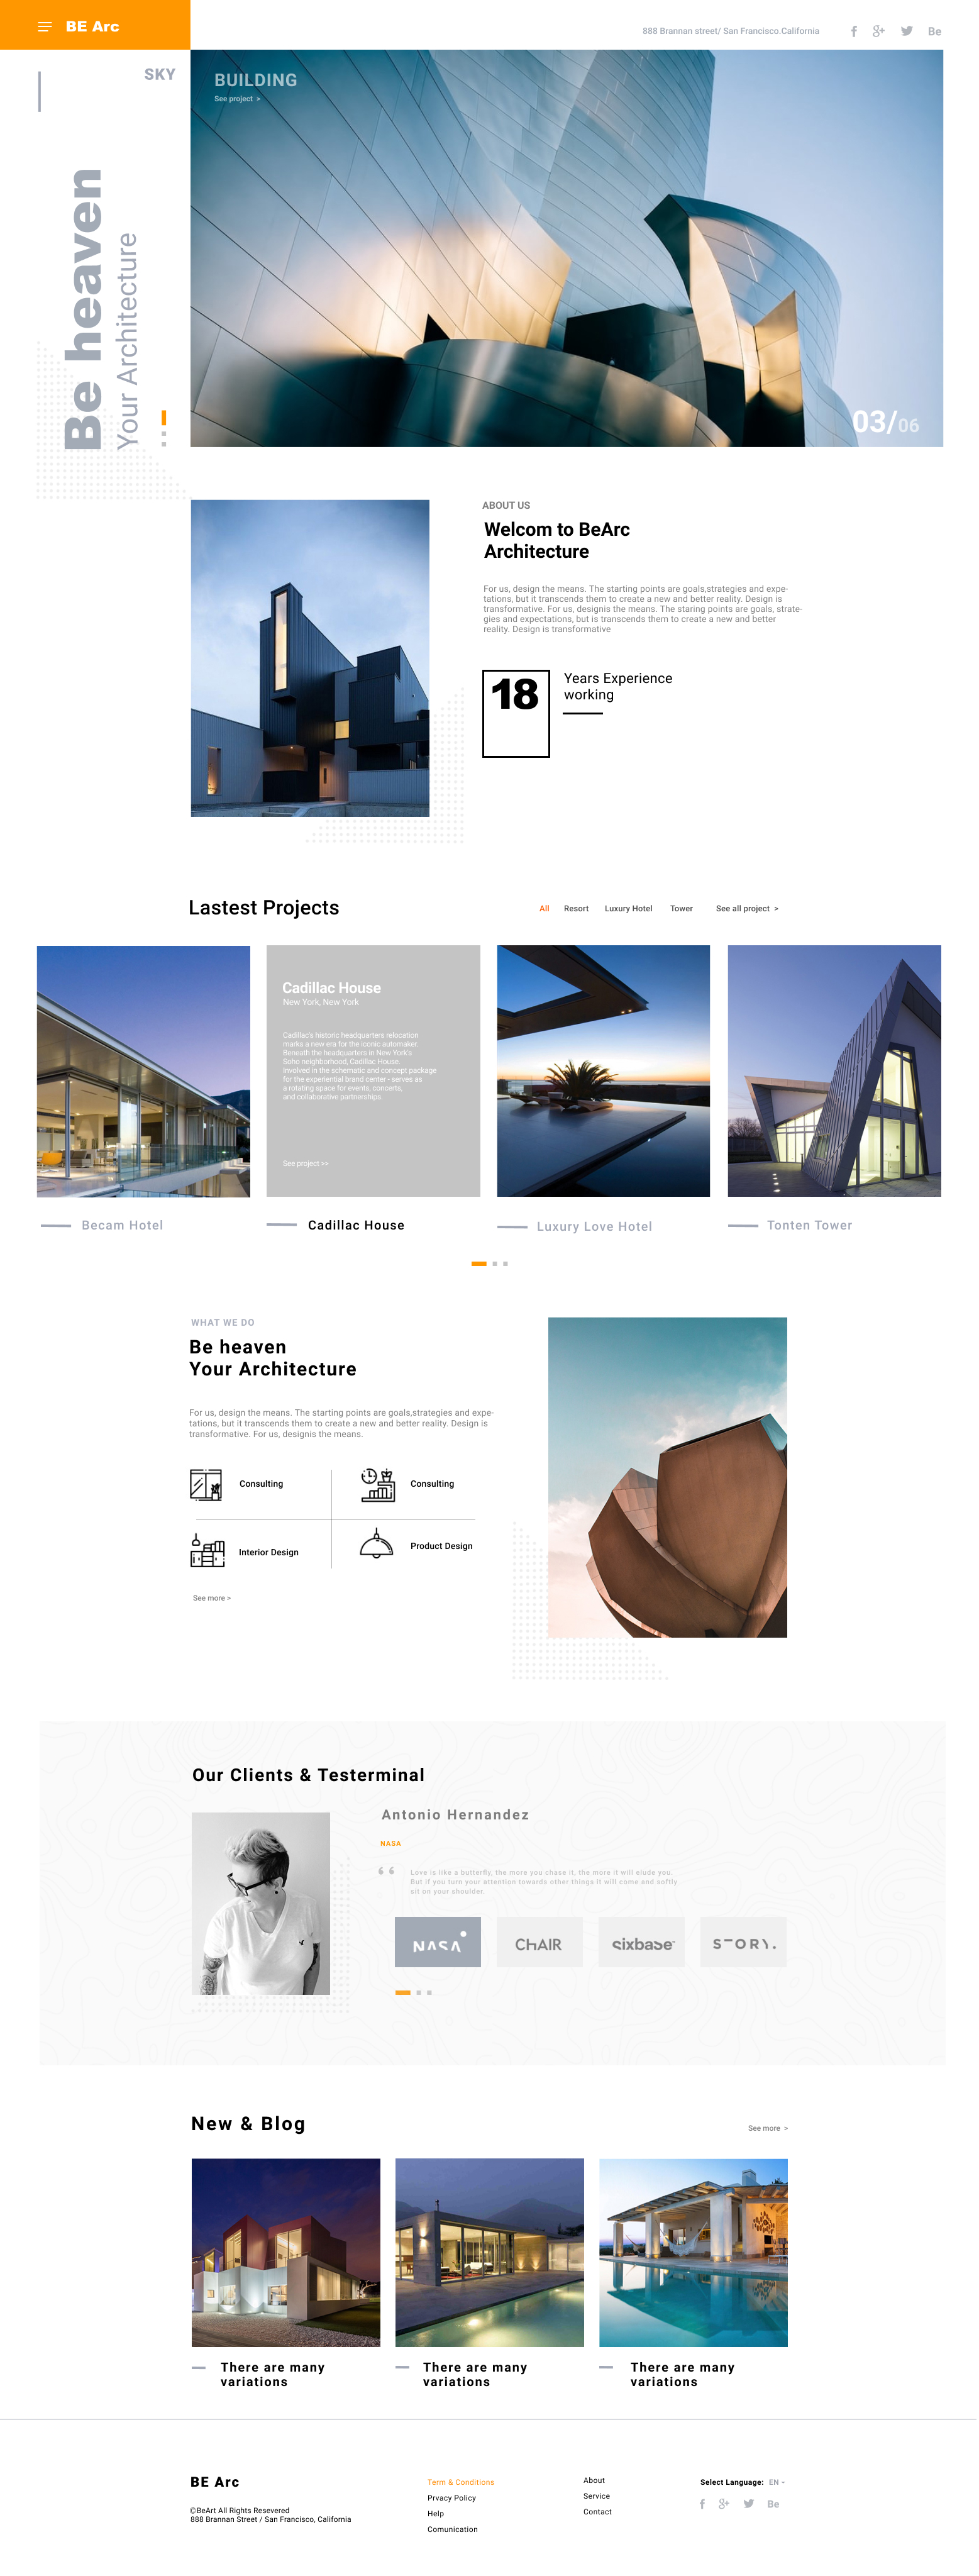 BE Arc
888 Brannan street/ San Francisco.California
Be
SKY
BUILDING
See project >
Be heaven
Your Architecture
03/06
ABOUT US
Welcom to BeArc
Architecture
For us, design the means. The starting points are goals,strategies and expe-
tations, but it transcends them to create a new and better reality. Design is
transformative. For us, designis the means. The staring points are goals, strate-
gies and expectations, but is transcends them to create a new and better
reality. Design is transformative
18
Years Experience
working
Lastest Projects
All
Resort
Luxury Hotel
Tower
See all project >
Cadillac House
New York, New York
Cadillac's historic headquarters relocation
marks a new era for the iconic automaker.
Beneath the headquarters in New York's
Soho neighborhood, Cadillac House.
Involved in the schematic and concept package
for the experiential brand center - serves as
a rotating space for events, concerts,
and collaborative partnerships.
See project >>
Becam Hotel
Cadillac House
Luxury Love Hotel
Tonten Tower
WHAT WE DO
Be heaven
Your Architecture
For us, design the means. The starting points are goals,strategies and expe-
tations, but it transcends them to create a new and better reality. Design is
transformative. For us, designis the means.
Consulting
Consulting
Interior Design
Product Design
See more >
Our Clients & Testerminal
Antonio Hernandez
NASA
Love is like a butterfly, the more you chase it, the more it will elude you.
But if you turn your attention towards other things it will come and softly
sit on your shoulder.
NASA
CHAIR
sixbase
STORY.
New & Blog
See more >
There are many
variations
There are many
variations
There are many
variations
BE Arc
©BeArt All Rights Resevered
888 Brannan Street / San Francisco, California
Term & Conditions
Prvacy Policy
Help
Comunication
About
Service
Contact
Select Language: EN
Be